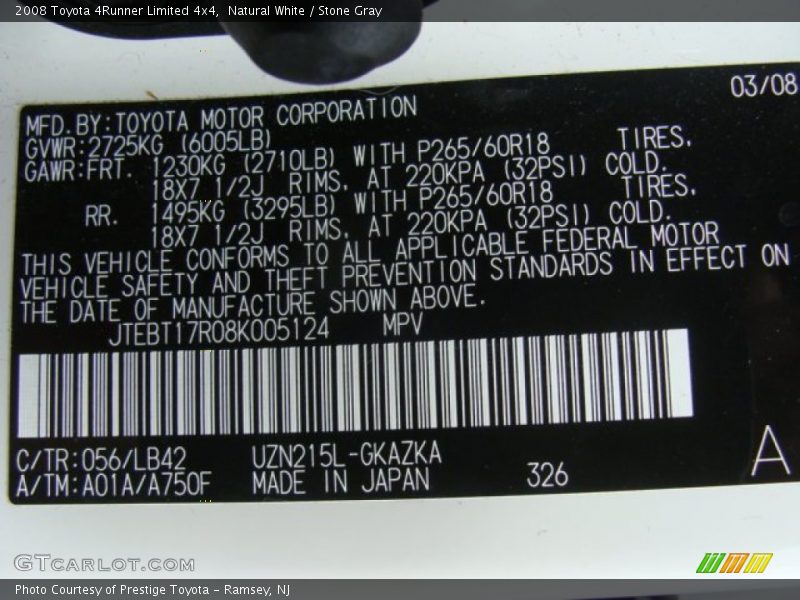 2008 Toyota 4Runner Limited 4x4, Natural White / Stone Gray
03/08
MFD.BY:TOYOTA MOTOR CORPORATION
GVWR:2725KG (6005LB)
GAWR:FRT. 1230KG (2710LB) WITH P265/60R18 TIRES.
18X7 1/2J RIMS, AT 220KPA (32PSI) COLD.
RR. 1495KG (3295LB) WITH P265/60R18 TIRES.
18X7 1/2J RIMS, AT 220KPA (32PSI) COLD.
THIS VEHICLE CONFORMS TO ALL APPLICABLE FEDERAL MOTOR
VEHICLE SAFETY AND THEFT PREVENTION STANDARDS IN EFFECT ON
THE DATE OF MANUFACTURE SHOWN ABOVE.
JTEBT17R08K005124 MPV
C/TR:056/LB42 UZN215L-GKAZKA
A/TM:A01A/A750F MADE IN JAPAN 326
A
GTCARLOT.COM
Photo Courtesy of Prestige Toyota - Ramsey, NJ